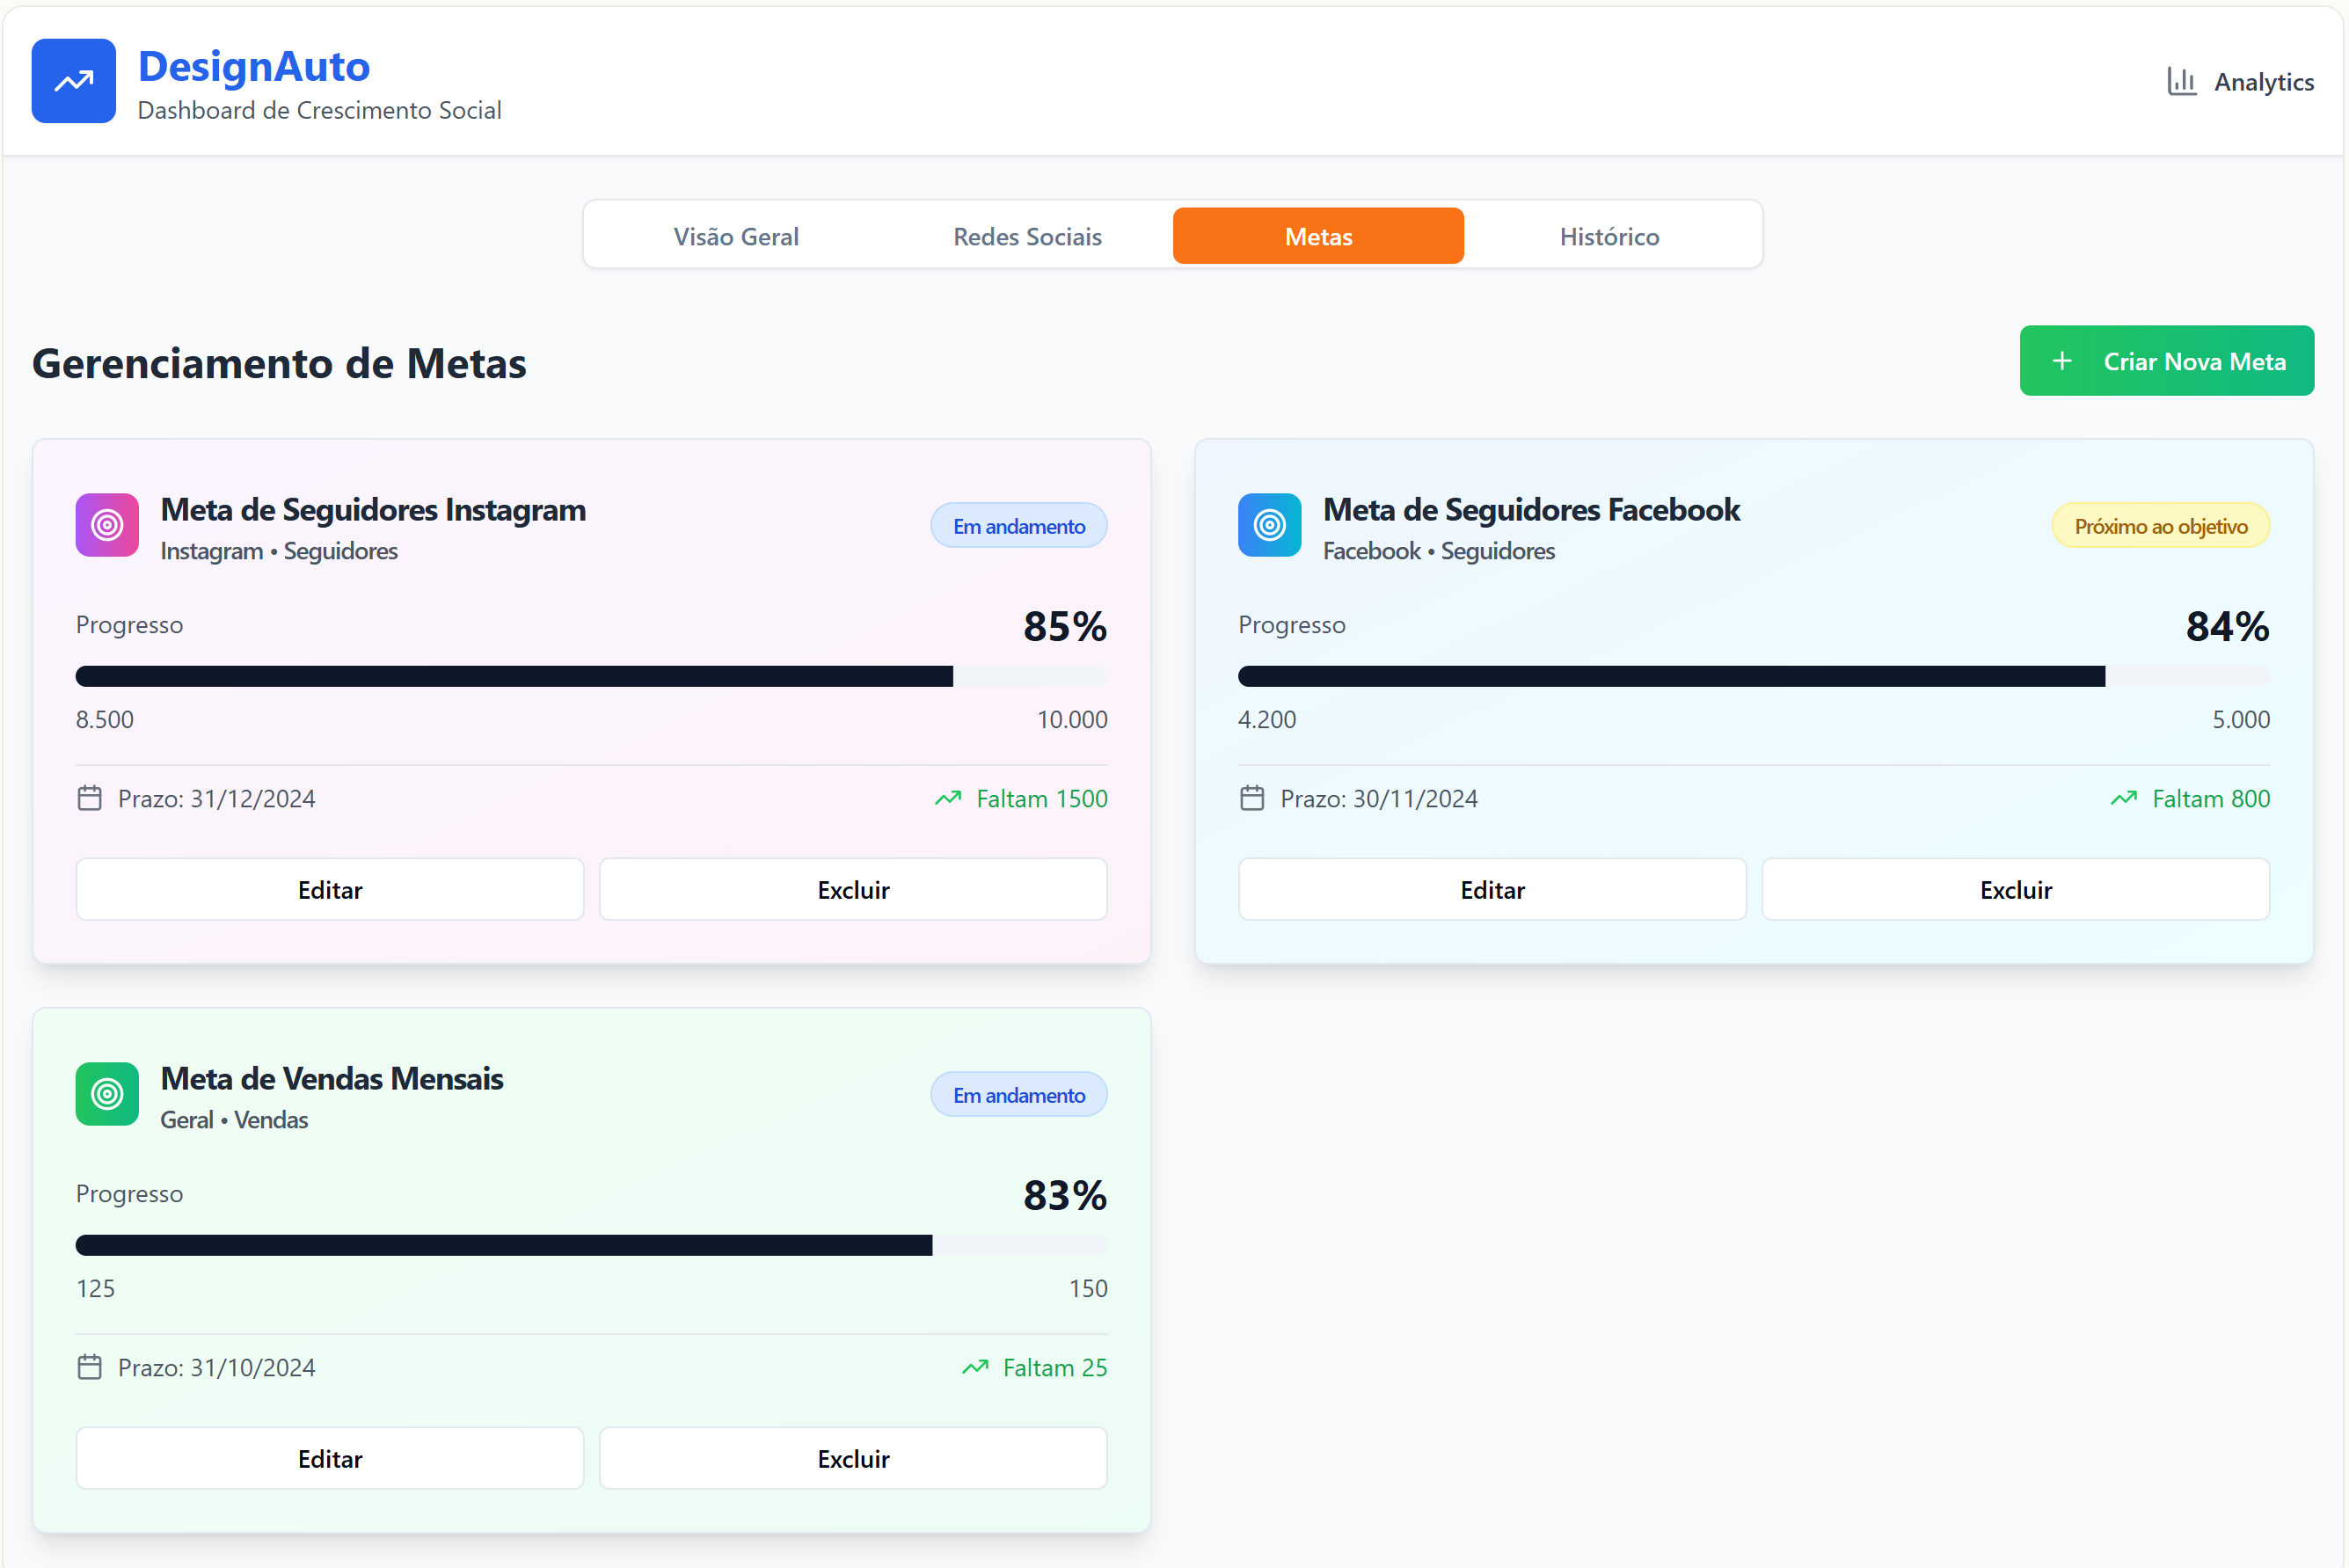 DesignAuto
Dashboard de Crescimento Social
Analytics
Visão Geral
Redes Sociais
Metas
Histórico
Gerenciamento de Metas
Criar Nova Meta
Meta de Seguidores Instagram
Instagram • Seguidores
Em andamento
Progresso
85%
8.500
10.000
Prazo: 31/12/2024
Faltam 1500
Editar
Excluir
Meta de Seguidores Facebook
Facebook • Seguidores
Próximo ao objetivo
Progresso
84%
4.200
5.000
Prazo: 30/11/2024
Faltam 800
Editar
Excluir
Meta de Vendas Mensais
Geral • Vendas
Em andamento
Progresso
83%
125
150
Prazo: 31/10/2024
Faltam 25
Editar
Excluir